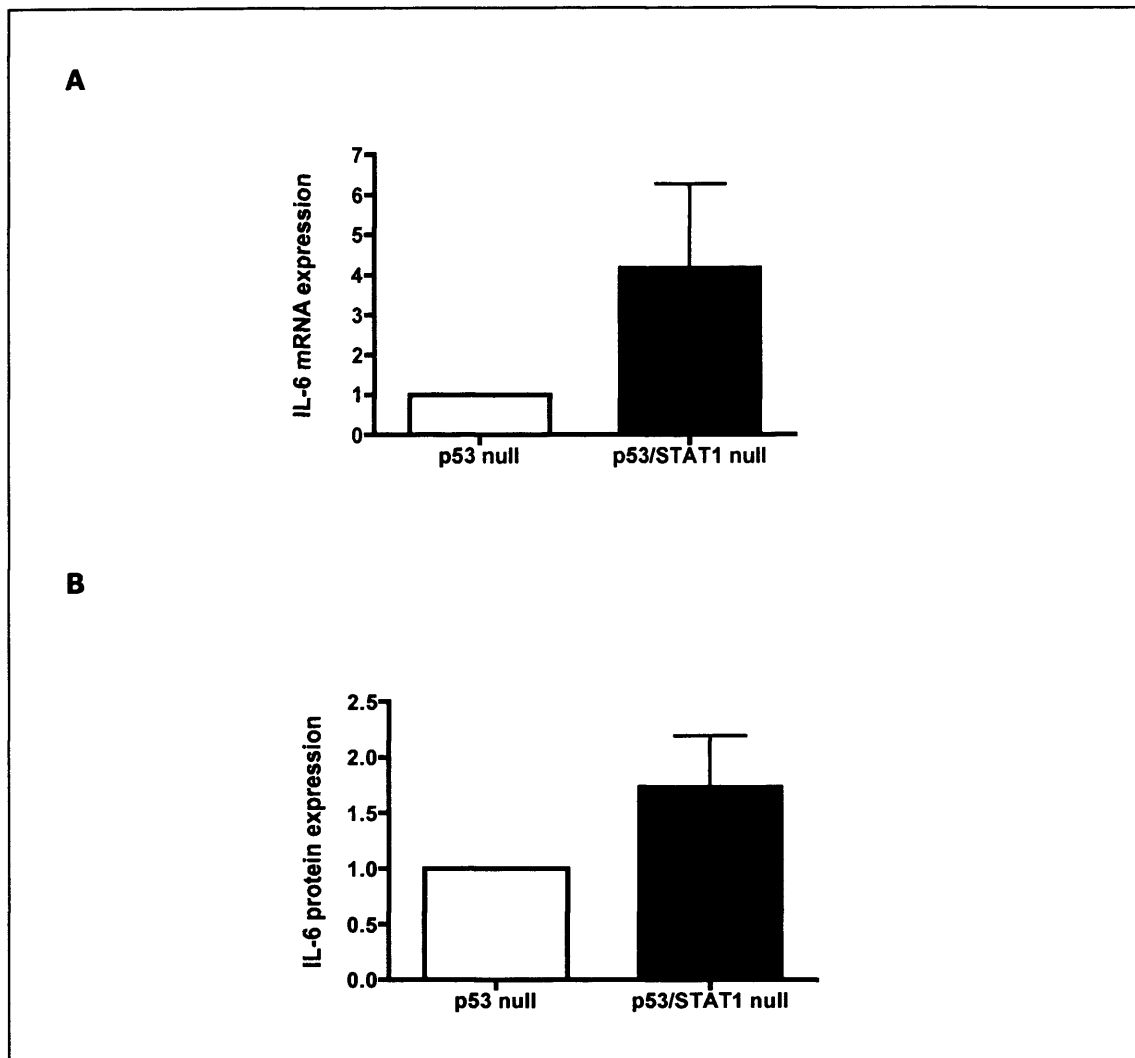 A
IL-6 mRNA expression
7
6
5
4
3
2
1
0
p53 null
p53/STAT1 null
B
IL-6 protein expression
2.5
2.0
1.5
1.0
0.5
0.0
p53 null
p53/STAT1 null